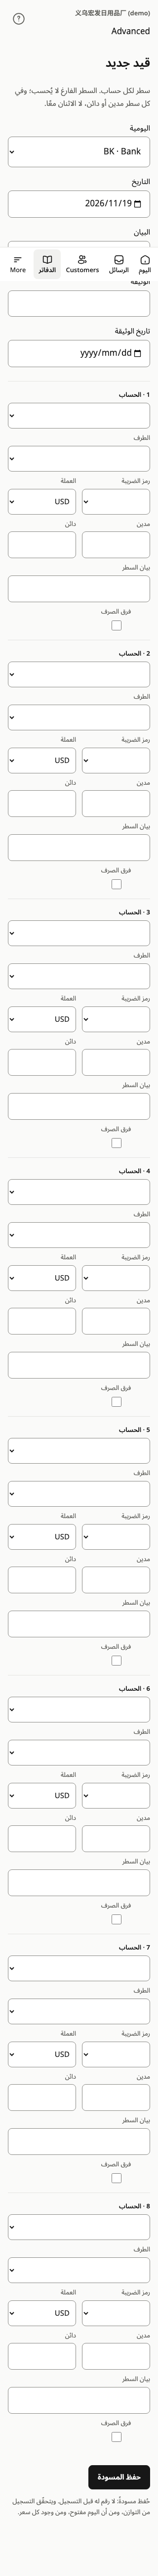 义乌宏发日用品厂 (demo)
Advanced
?
قيد جديد
سطر لكل حساب. السطر الفارغ لا يُحتسب؛ وفي
كل سطر مدين أو دائن، لا الاثنان معًا.
اليومية
BK · Bank
التاريخ
2026/11/19
البيان
اليوم
الرسائل
Customers
الدفاتر
More
الوثيقة
تاريخ الوثيقة
yyyy/mm/dd
1 · الحساب
الطرف
رمز الضريبة
العملة
USD
مدين
دائن
بيان السطر
فرق الصرف
2 · الحساب
الطرف
رمز الضريبة
العملة
USD
مدين
دائن
بيان السطر
فرق الصرف
3 · الحساب
الطرف
رمز الضريبة
العملة
USD
مدين
دائن
بيان السطر
فرق الصرف
4 · الحساب
الطرف
رمز الضريبة
العملة
USD
مدين
دائن
بيان السطر
فرق الصرف
5 · الحساب
الطرف
رمز الضريبة
العملة
USD
مدين
دائن
بيان السطر
فرق الصرف
6 · الحساب
الطرف
رمز الضريبة
العملة
USD
مدين
دائن
بيان السطر
فرق الصرف
7 · الحساب
الطرف
رمز الضريبة
العملة
USD
مدين
دائن
بيان السطر
فرق الصرف
8 · الحساب
الطرف
رمز الضريبة
العملة
USD
مدين
دائن
بيان السطر
فرق الصرف
حفظ المسودة
تُحفظ مسودةً: لا رقم له قبل التسجيل. ويتحقّق التسجيل
من التوازن، ومن أن اليوم مفتوح، ومن وجود كل سعر.